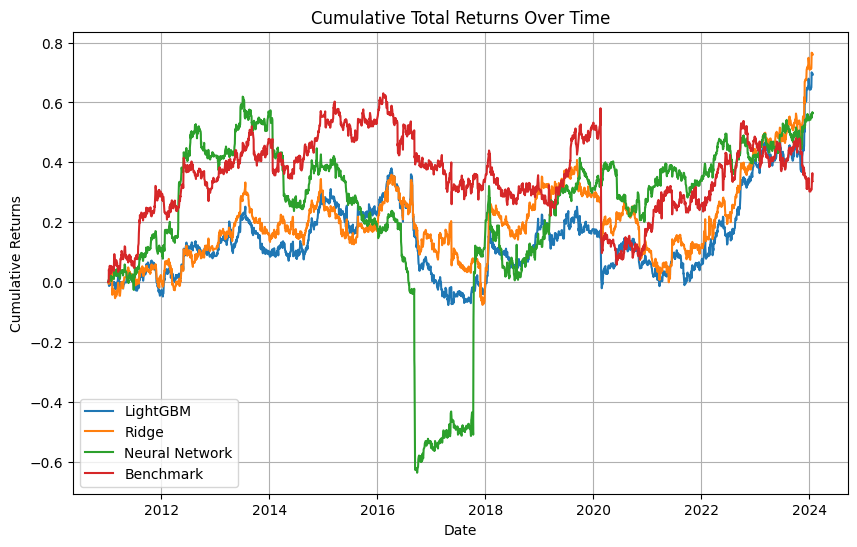 Cumulative Total Returns Over Time
Cumulative Returns
0.8
0.6
0.4
0.2
0.0
−0.2
−0.4
−0.6
LightGBM
Ridge
Neural Network
Benchmark
2012 2014 2016 2018 2020 2022 2024
Date